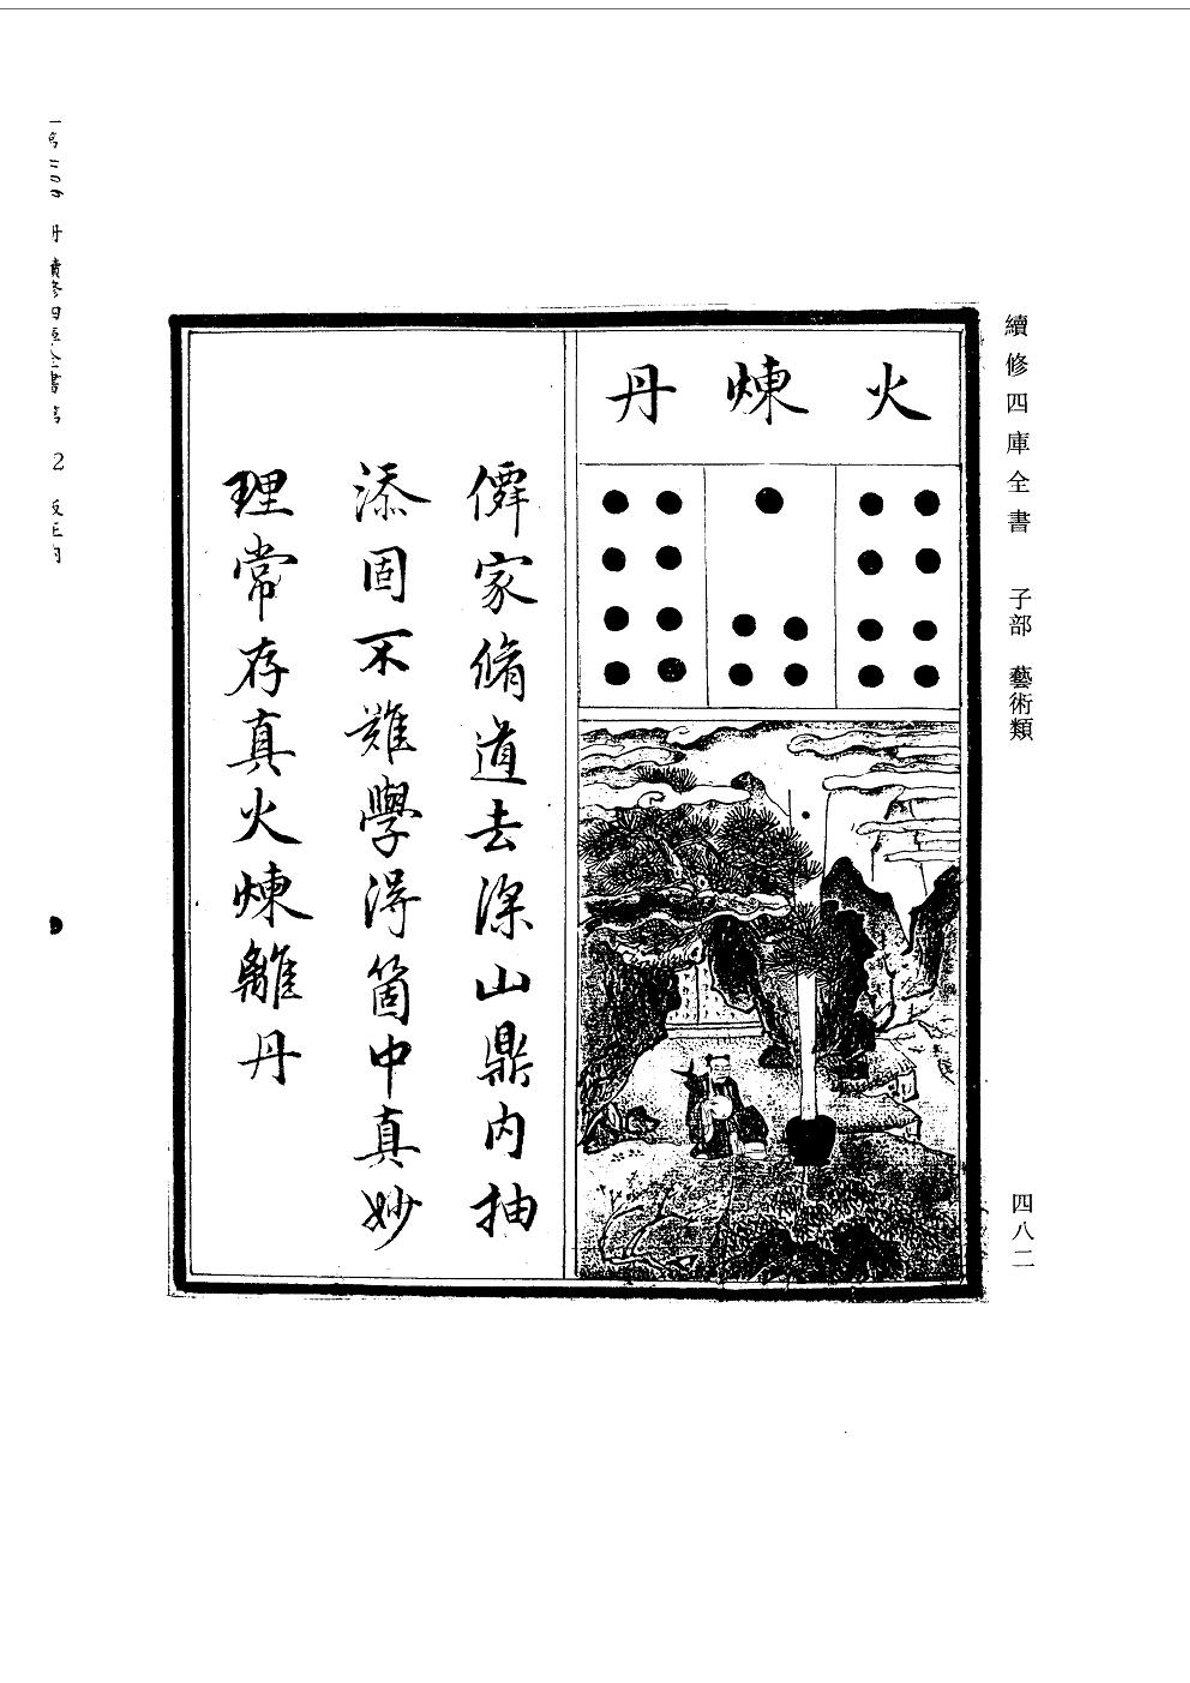 續修四庫全書 子部 藝術類
四八二
火煉丹
僊家脩道去深山鼎內抽
添固不難學得箇中真妙
理常存真火煉離丹